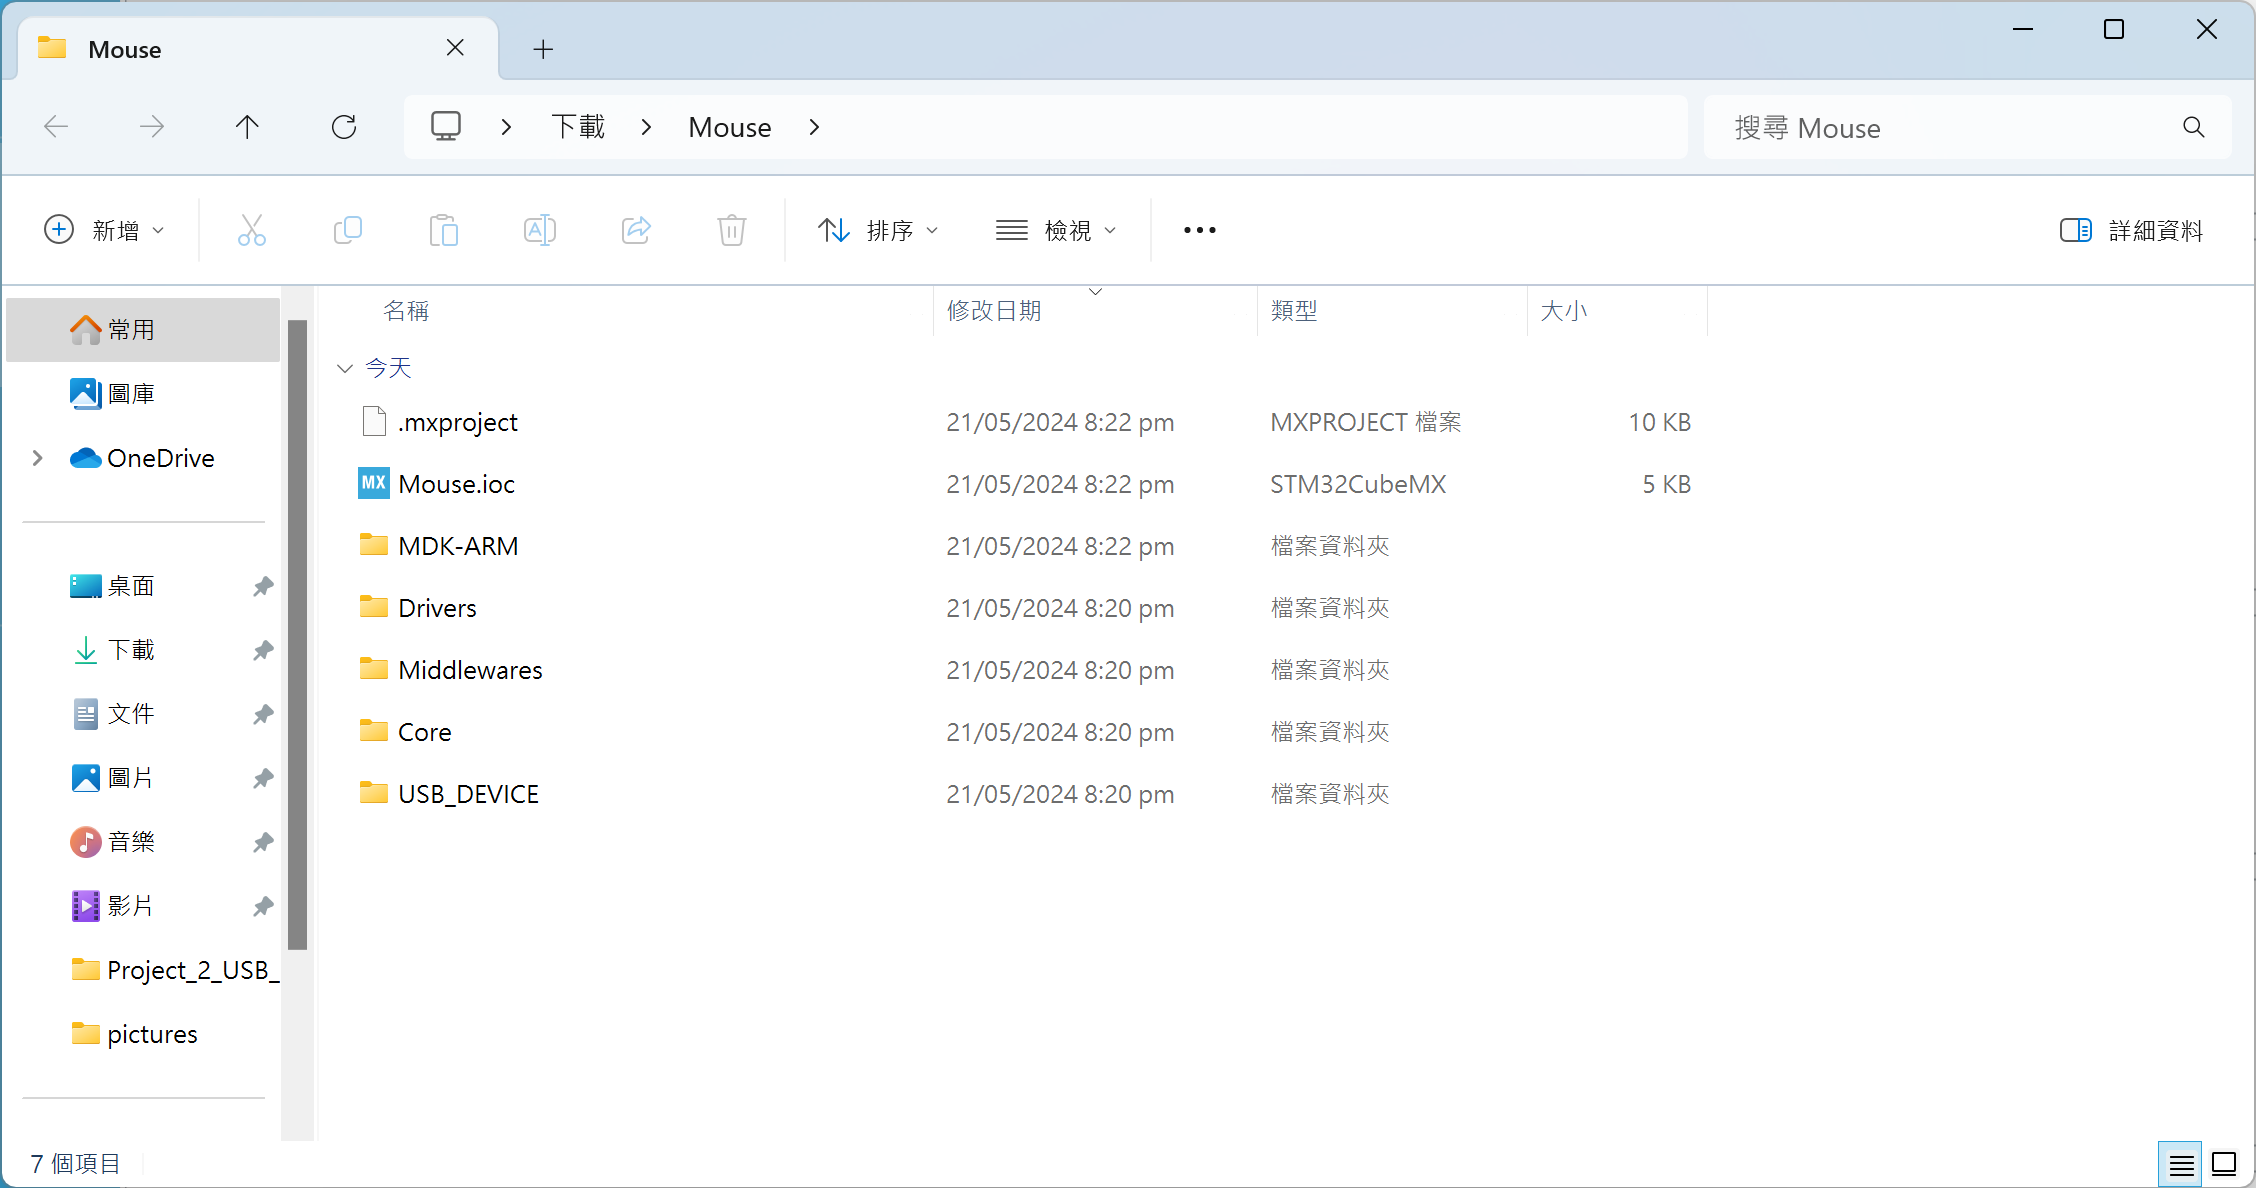 Mouse
下載
Mouse
搜尋 Mouse
新增
排序
檢視
詳細資料
常用
圖庫
OneDrive
桌面
下載
文件
圖片
音樂
影片
Project_2_USB_
pictures
名稱 修改日期 類型 大小
今天
.mxproject 21/05/2024 8:22 pm MXPROJECT 檔案 10 KB
MX Mouse.ioc 21/05/2024 8:22 pm STM32CubeMX 5 KB
MDK-ARM 21/05/2024 8:22 pm 檔案資料夾
Drivers 21/05/2024 8:20 pm 檔案資料夾
Middlewares 21/05/2024 8:20 pm 檔案資料夾
Core 21/05/2024 8:20 pm 檔案資料夾
USB_DEVICE 21/05/2024 8:20 pm 檔案資料夾
7 個項目